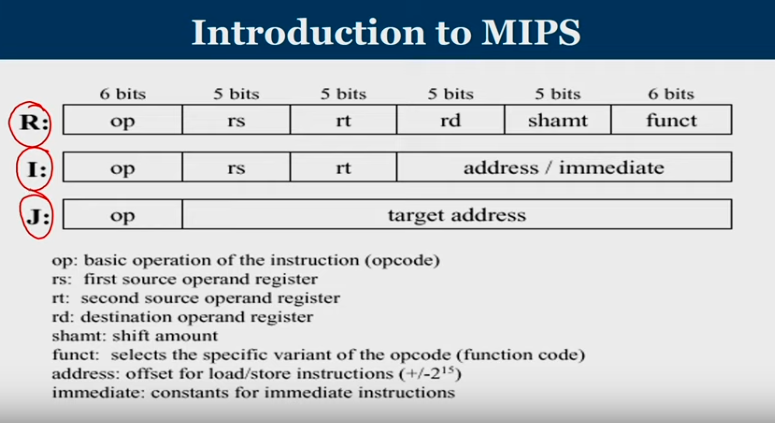 Introduction to MIPS
6 bits 5 bits 5 bits 5 bits 5 bits 6 bits
R: op rs rt rd shamt funct
I: op rs rt address / immediate
J: op target address
op: basic operation of the instruction (opcode)
rs: first source operand register
rt: second source operand register
rd: destination operand register
shamt: shift amount
funct: selects the specific variant of the opcode (function code)
address: offset for load/store instructions (+/-2¹⁵)
immediate: constants for immediate instructions